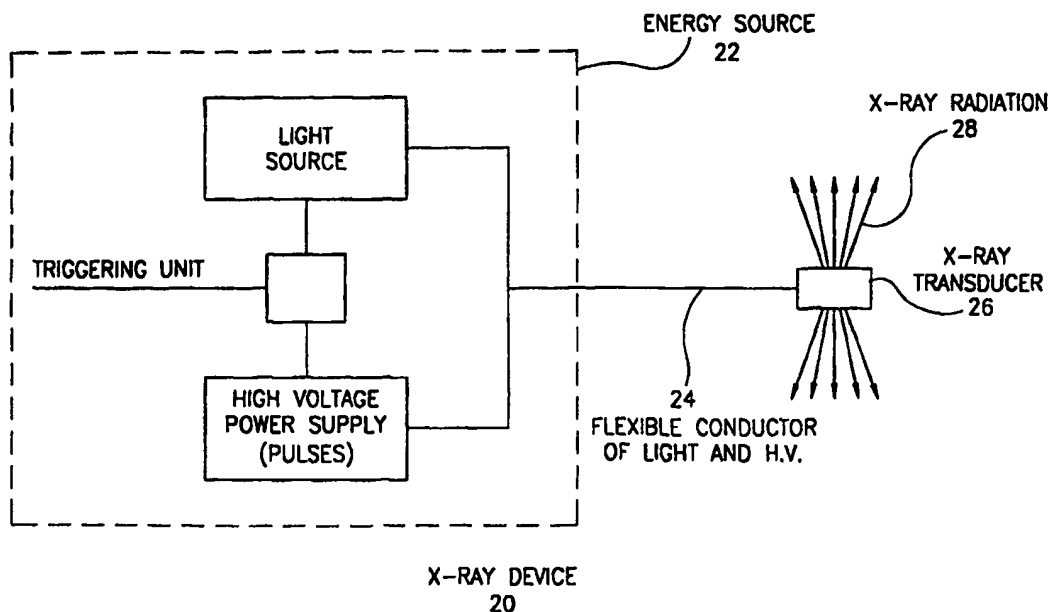 ENERGY SOURCE
22
X-RAY RADIATION
28
LIGHT
SOURCE
TRIGGERING UNIT
X-RAY
TRANSDUCER
26
HIGH VOLTAGE
POWER SUPPLY
(PULSES)
24
FLEXIBLE CONDUCTOR
OF LIGHT AND H.V.
X-RAY DEVICE
20